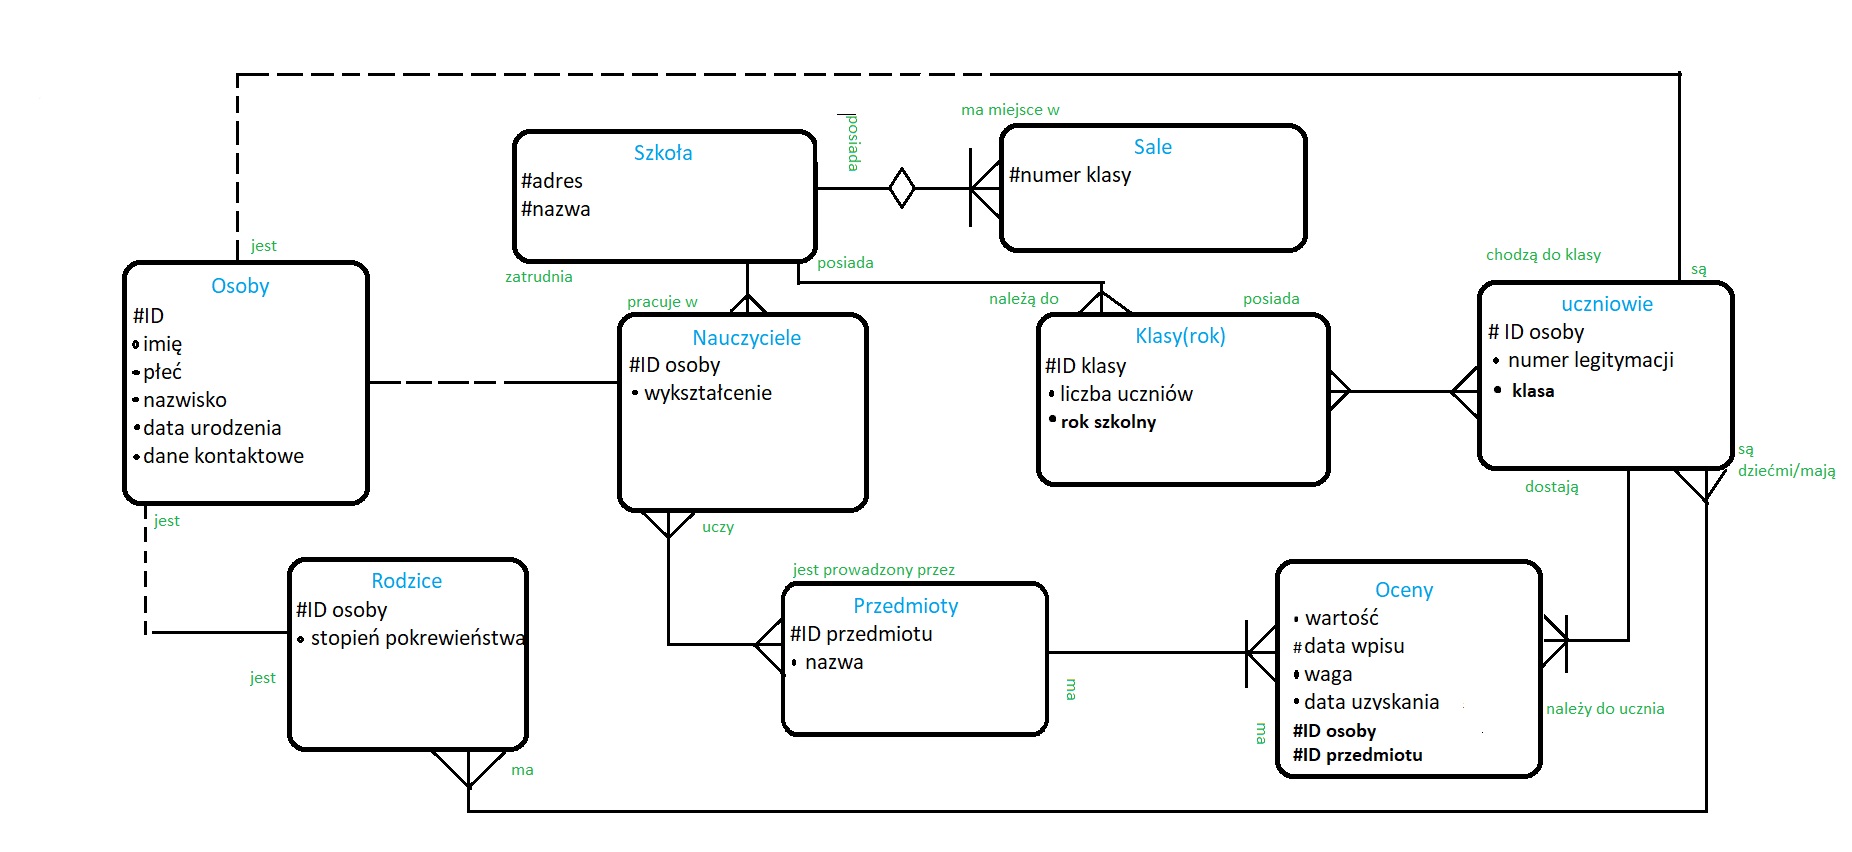 ma miejsce w
posiada
Szkoła
#adres
#nazwa
Sale
#numer klasy
jest
zatrudnia
posiada
chodzą do klasy
są
Osoby
#ID
imię
płeć
nazwisko
data urodzenia
dane kontaktowe
pracuje w
Nauczyciele
#ID osoby
wykształcenie
należą do
posiada
Klasy(rok)
#ID klasy
liczba uczniów
rok szkolny
uczniowie
# ID osoby
numer legitymacji
klasa
są
dziećmi/mają
dostają
jest
uczy
Rodzice
#ID osoby
stopień pokrewieństwa
jest
ma
jest prowadzony przez
Przedmioty
#ID przedmiotu
nazwa
ma
ma
Oceny
wartość
#data wpisu
waga
data uzyskania
#ID osoby
#ID przedmiotu
należy do ucznia